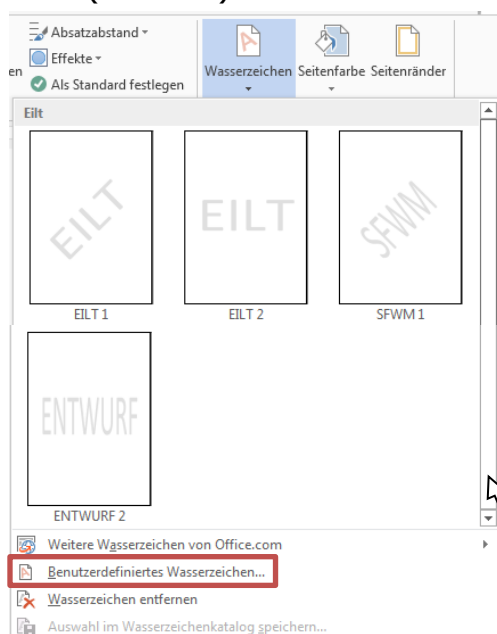 Absatzabstand
Effekte
en
Als Standard festlegen
Wasserzeichen Seitenfarbe Seitenränder
Eilt
EILT
EILT
SFWM
EILT 1
EILT 2
SFWM 1
ENTWURF
ENTWURF 2
Weitere Wasserzeichen von Office.com
Benutzerdefiniertes Wasserzeichen...
Wasserzeichen entfernen
Auswahl im Wasserzeichenkatalog speichern...